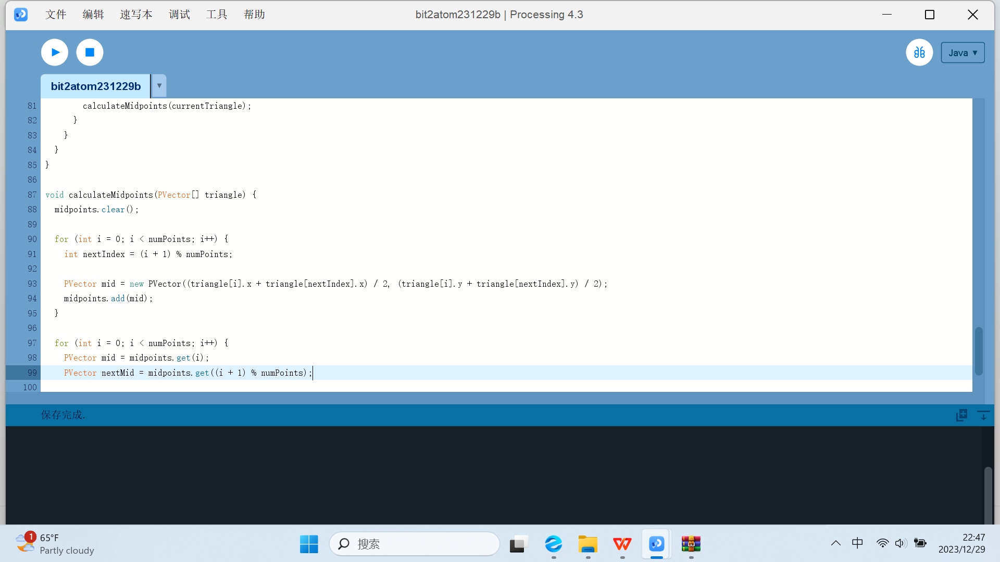 文件 编辑 速写本 调试 工具 帮助 bit2atom231229b | Processing 4.3
Java ▼
bit2atom231229b ▼
81 calculateMidpoints(currentTriangle);
82 }
83 }
84 }
85 }
86
87 void calculateMidpoints(PVector[] triangle) {
88 midpoints.clear();
89
90 for (int i = 0; i < numPoints; i++) {
91 int nextIndex = (i + 1) % numPoints;
92
93 PVector mid = new PVector((triangle[i].x + triangle[nextIndex].x) / 2, (triangle[i].y + triangle[nextIndex].y) / 2);
94 midpoints.add(mid);
95 }
96
97 for (int i = 0; i < numPoints; i++) {
98 PVector mid = midpoints.get(i);
99 PVector nextMid = midpoints.get((i + 1) % numPoints);
100
保存完成.
1
65°F
Partly cloudy
搜索
中
22:47
2023/12/29